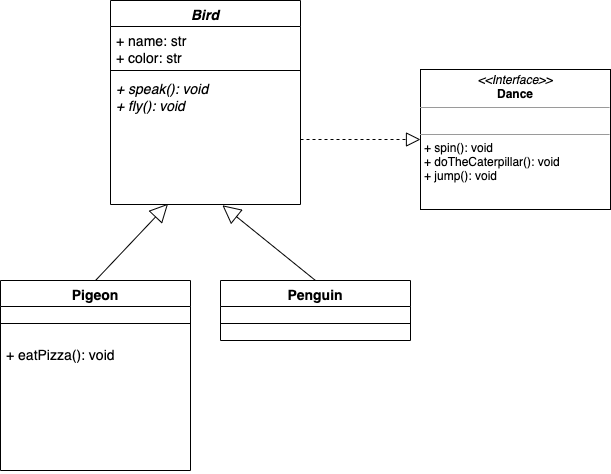 Bird
+ name: str
+ color: str
+ speak(): void
+ fly(): void
<<Interface>>
Dance
+ spin(): void
+ doTheCaterpillar(): void
+ jump(): void
Pigeon
+ eatPizza(): void
Penguin